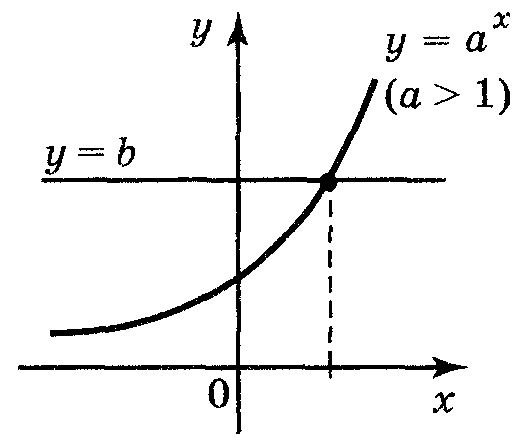 y
y = a^x
(a > 1)
y = b
0
x